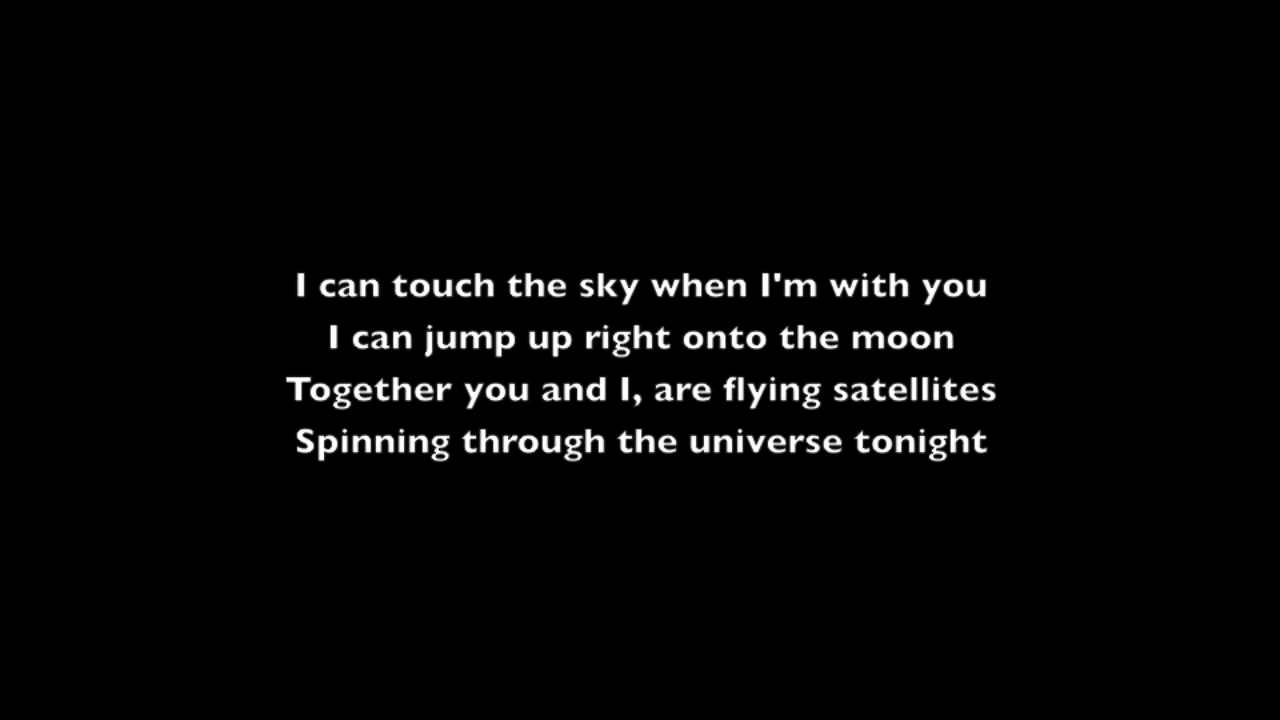 I can touch the sky when I'm with you
I can jump up right onto the moon
Together you and I, are flying satellites
Spinning through the universe tonight